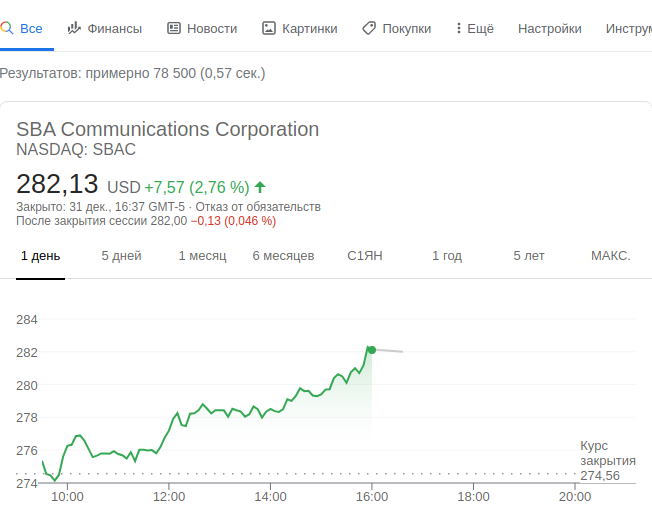 Все Финансы Новости Картинки Покупки Ещё Настройки Инструм
Результатов: примерно 78 500 (0,57 сек.)
SBA Communications Corporation
NASDAQ: SBAC
282,13 USD +7,57 (2,76 %)
Закрыто: 31 дек., 16:37 GMT-5 · Отказ от обязательств
После закрытия сессии 282,00 −0,13 (0,046 %)
1 день 5 дней 1 месяц 6 месяцев С1ЯН 1 год 5 лет МАКС.
284
282
280
278
276
Курс
закрытия
274,56
274
10:00 12:00 14:00 16:00 18:00 20:00